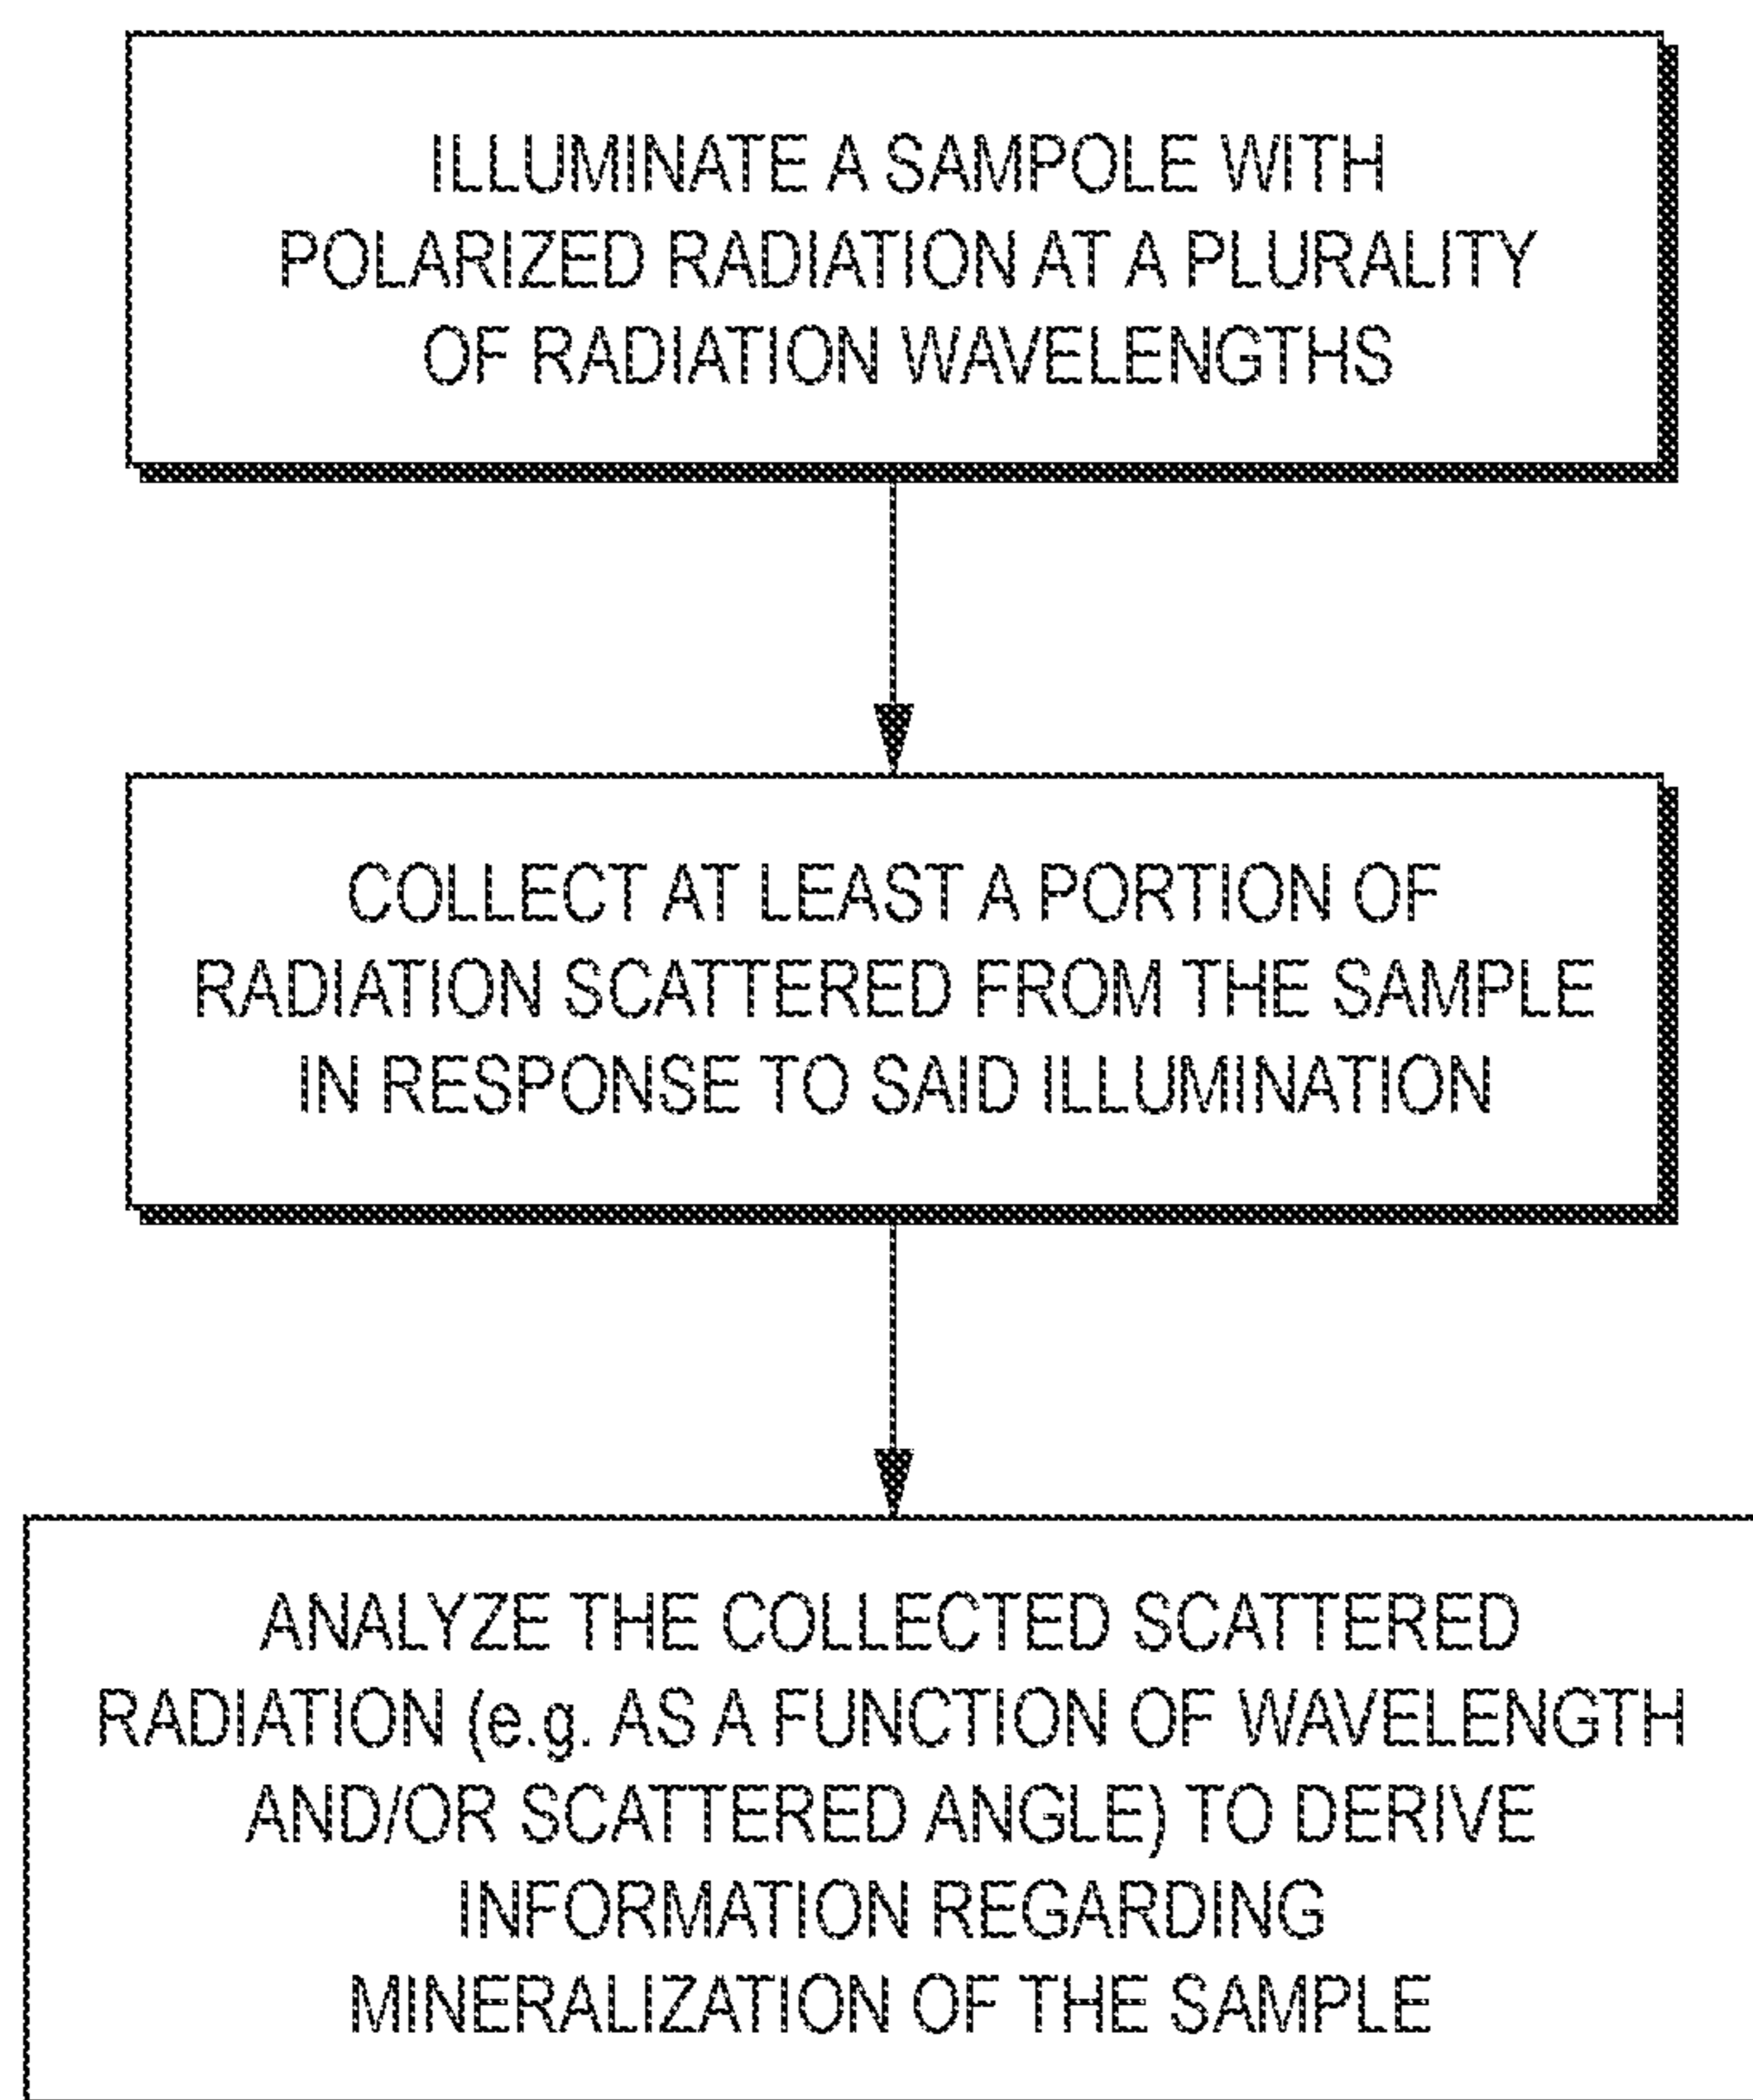 ILLUMINATE A SAMPOLE WITH
POLARIZED RADIATION AT A PLURALITY
OF RADIATION WAVELENGTHS
COLLECT AT LEAST A PORTION OF
RADIATION SCATTERED FROM THE SAMPLE
IN RESPONSE TO SAID ILLUMINATION
ANALYZE THE COLLECTED SCATTERED
RADIATION (e.g. AS A FUNCTION OF WAVELENGTH
AND/OR SCATTERED ANGLE) TO DERIVE
INFORMATION REGARDING
MINERALIZATION OF THE SAMPLE